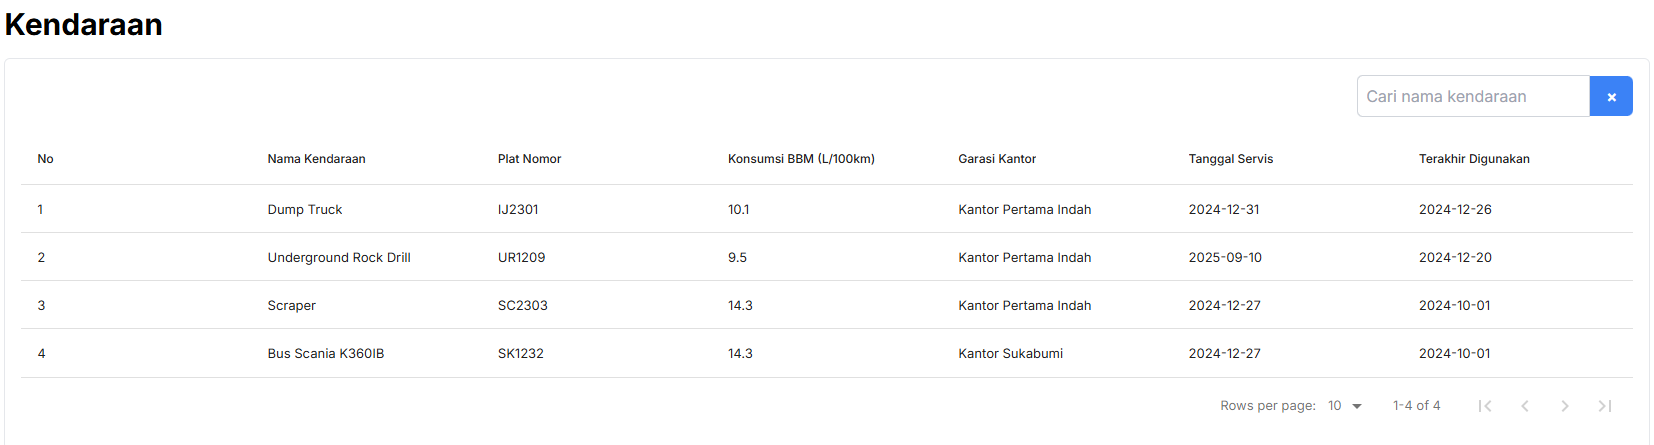 Kendaraan
Cari nama kendaraan ×
No Nama Kendaraan Plat Nomor Konsumsi BBM (L/100km) Garasi Kantor Tanggal Servis Terakhir Digunakan
1 Dump Truck IJ2301 10.1 Kantor Pertama Indah 2024-12-31 2024-12-26
2 Underground Rock Drill UR1209 9.5 Kantor Pertama Indah 2025-09-10 2024-12-20
3 Scraper SC2303 14.3 Kantor Pertama Indah 2024-12-27 2024-10-01
4 Bus Scania K360IB SK1232 14.3 Kantor Sukabumi 2024-12-27 2024-10-01
Rows per page: 10 1-4 of 4